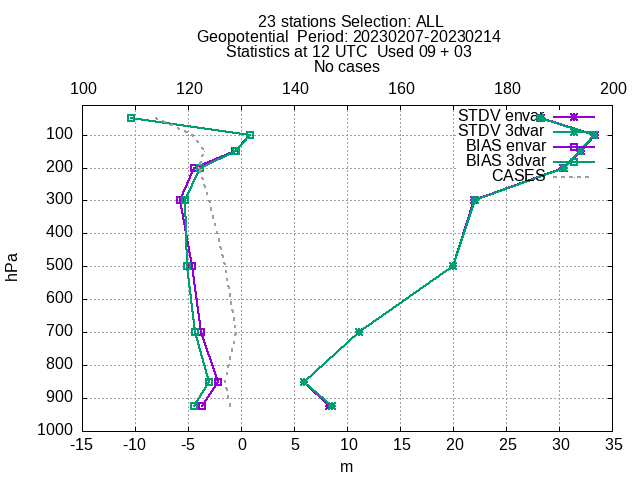 23 stations Selection: ALL
Geopotential  Period: 20230207-20230214
Statistics at 12 UTC  Used 09 + 03
No cases
100 120 140 160 180 200
STDV envar
STDV 3dvar
BIAS envar
BIAS 3dvar
CASES
100
200
300
400
500
600
700
800
900
1000
hPa
-15 -10 -5 0 5 10 15 20 25 30 35
m